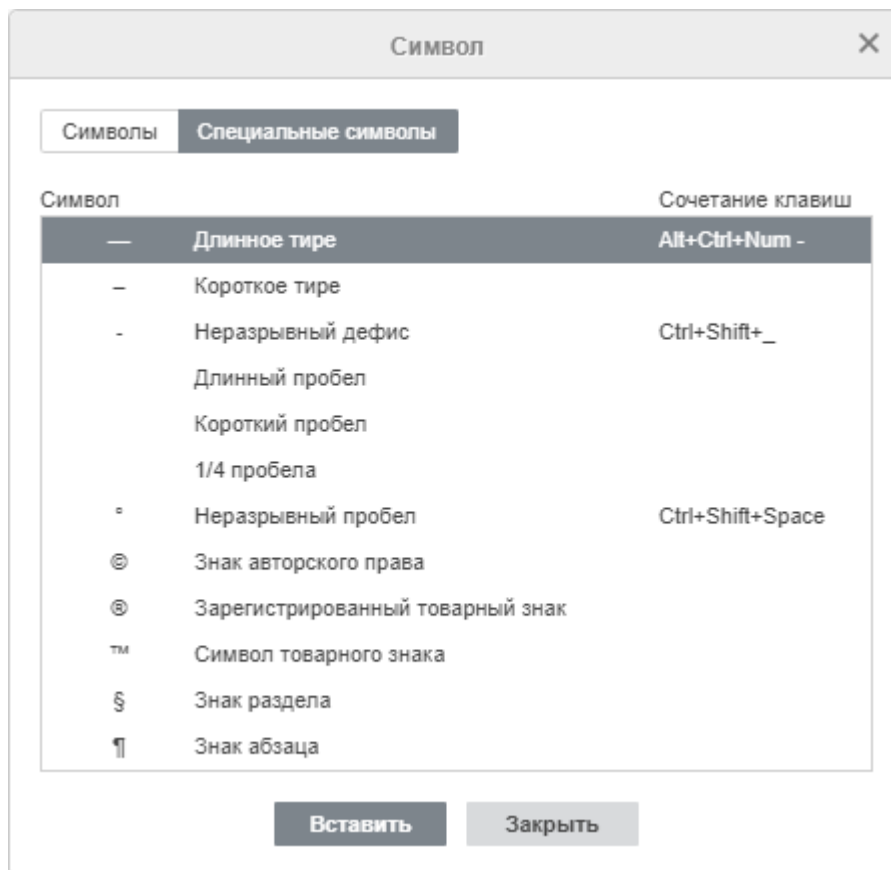 Символ
Символы Специальные символы
Символ Сочетание клавиш
— Длинное тире Alt+Ctrl+Num -
– Короткое тире
- Неразрывный дефис Ctrl+Shift+_
Длинный пробел
Короткий пробел
1/4 пробела
° Неразрывный пробел Ctrl+Shift+Space
© Знак авторского права
® Зарегистрированный товарный знак
™ Символ товарного знака
§ Знак раздела
¶ Знак абзаца
Вставить Закрыть